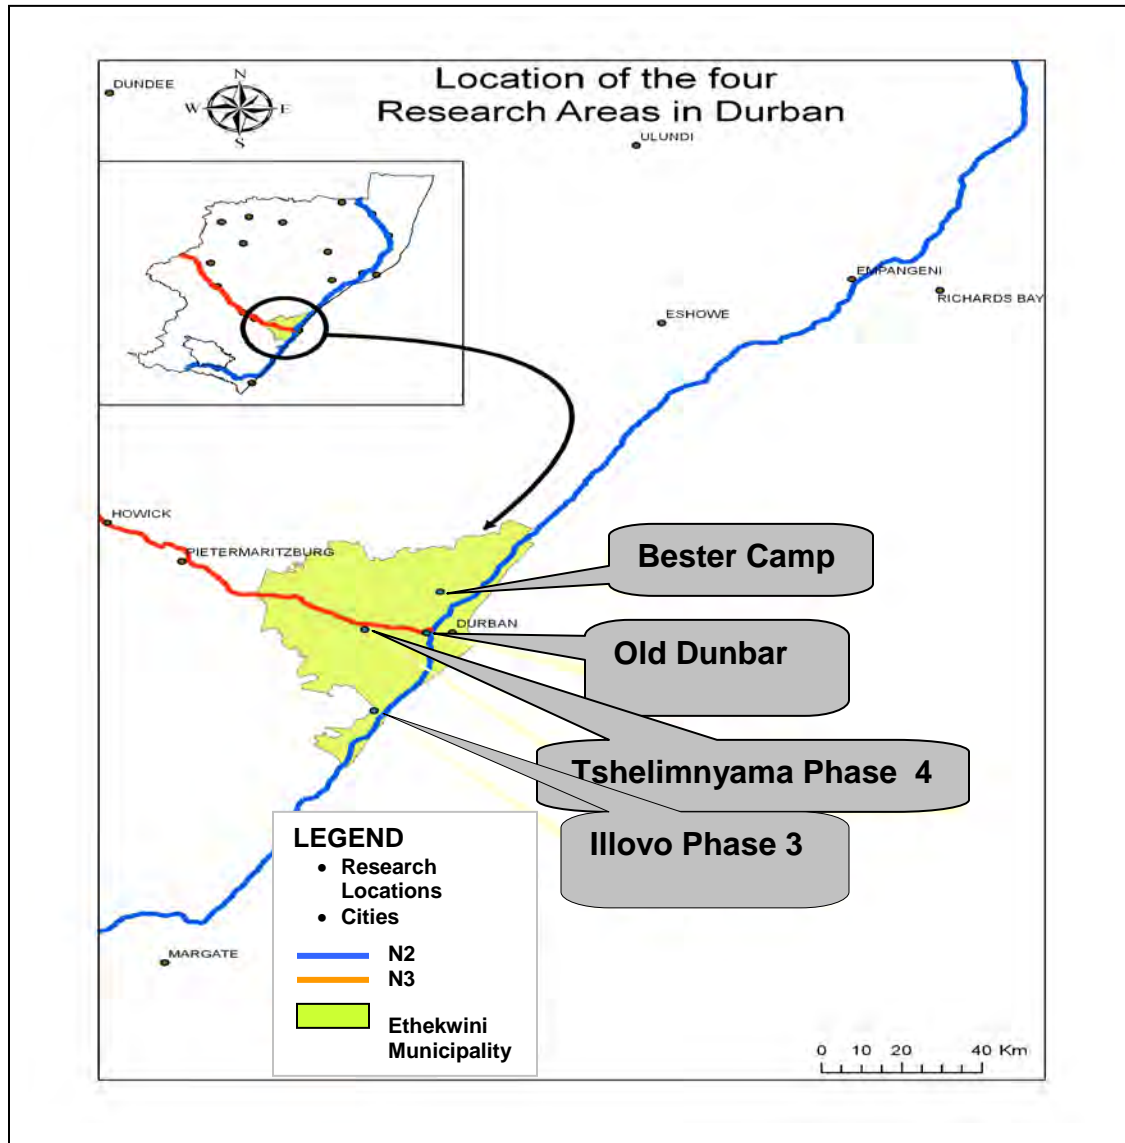 Location of the four
Research Areas in Durban
DUNDEE
N
W
E
S
ULUNDI
EMPANGENI
RICHARDS BAY
ESHOWE
HOWICK
PIETERMARITZBURG
DURBAN
Bester Camp
Old Dunbar
Tshelimnyama Phase 4
Illovo Phase 3
LEGEND
• Research
Locations
• Cities
N2
N3
Ethekwini
Municipality
MARGATE
0 10 20 40 Km